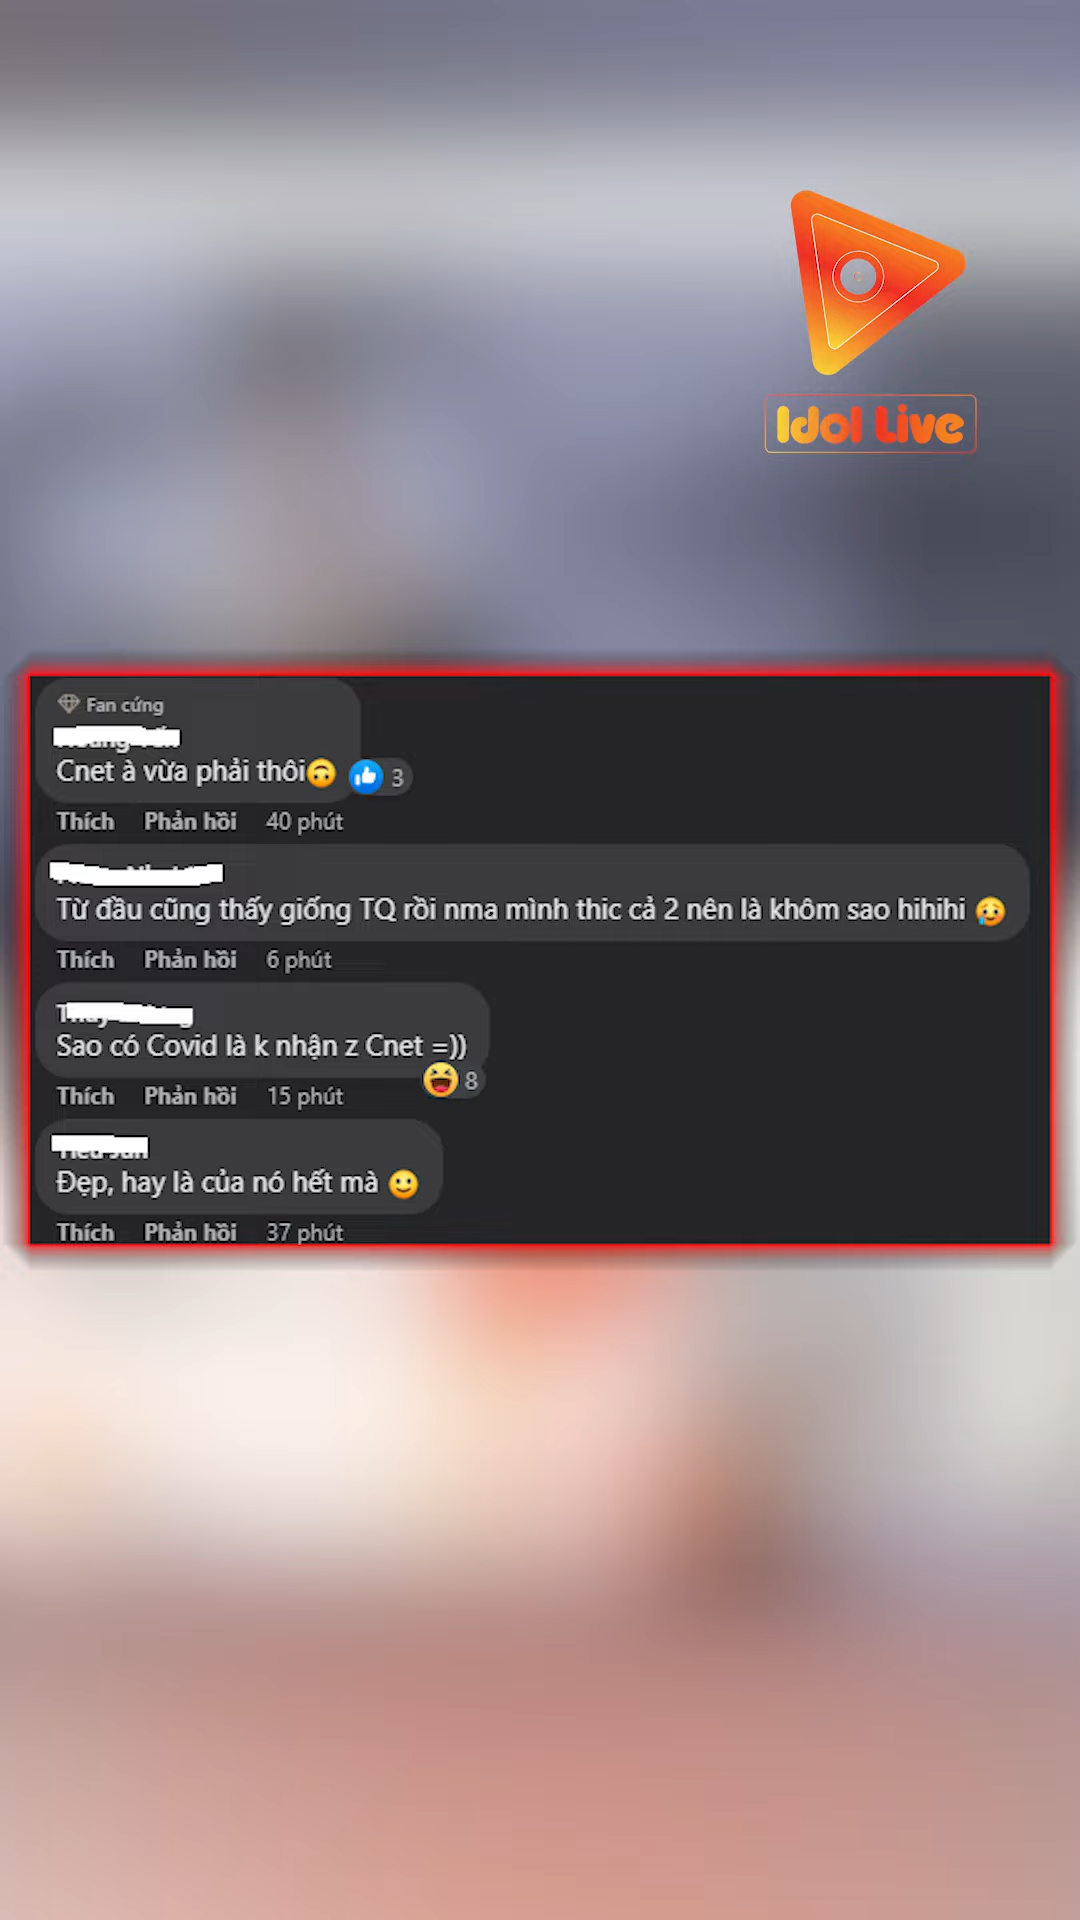 Idol Live
Fan cứng
Cnet à vừa phải thôi🙃 3
Thích Phản hồi 40 phút
Từ đầu cũng thấy giống TQ rồi nma mình thic cả 2 nên là khôm sao hihihi 🥲
Thích Phản hồi 6 phút
Sao có Covid là k nhận z Cnet =))
8
Thích Phản hồi 15 phút
Đẹp, hay là của nó hết mà 🙂
Thích Phản hồi 37 phút